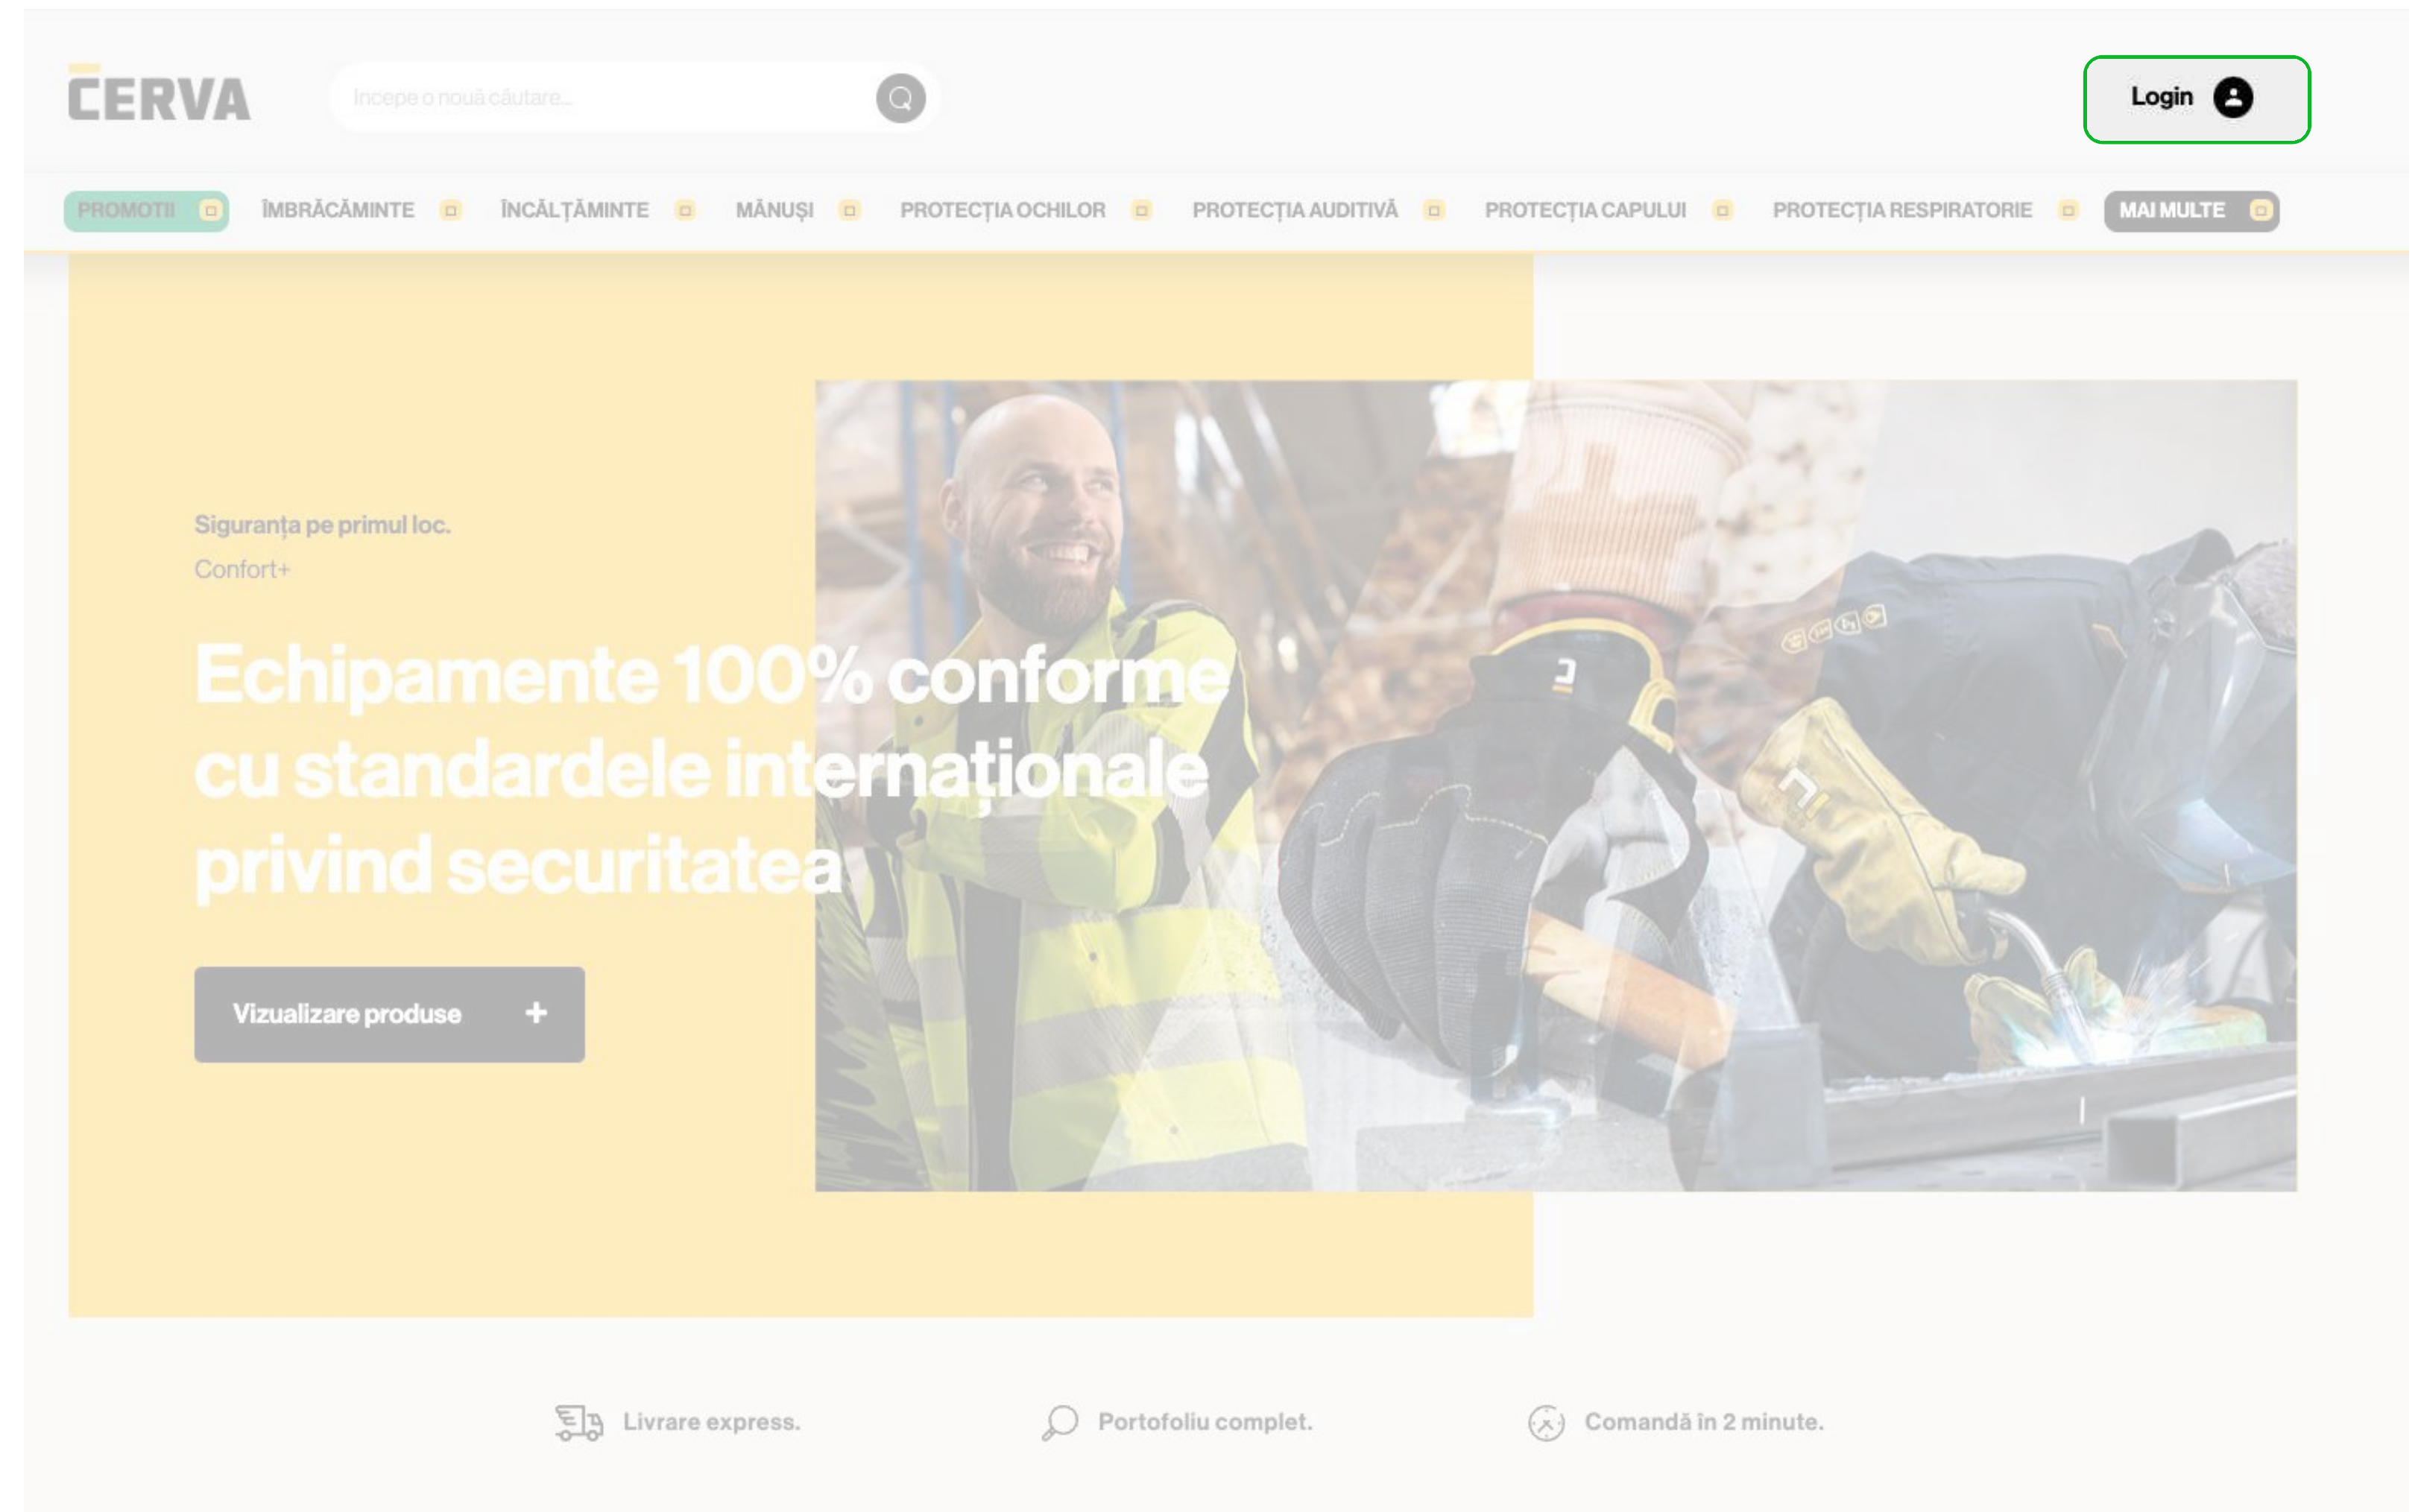 CERVA
Incepe o nouă căutare...
Login
PROMOTII
ÎMBRĂCĂMINTE
ÎNCĂLȚĂMINTE
MĂNUȘI
PROTECȚIA OCHILOR
PROTECȚIA AUDITIVĂ
PROTECȚIA CAPULUI
PROTECȚIA RESPIRATORIE
MAI MULTE
Siguranța pe primul loc.
Confort+
Echipamente 100% conforme
cu standardele internaționale
privind securitatea
Vizualizare produse +
Livrare express.
Portofoliu complet.
Comandă în 2 minute.